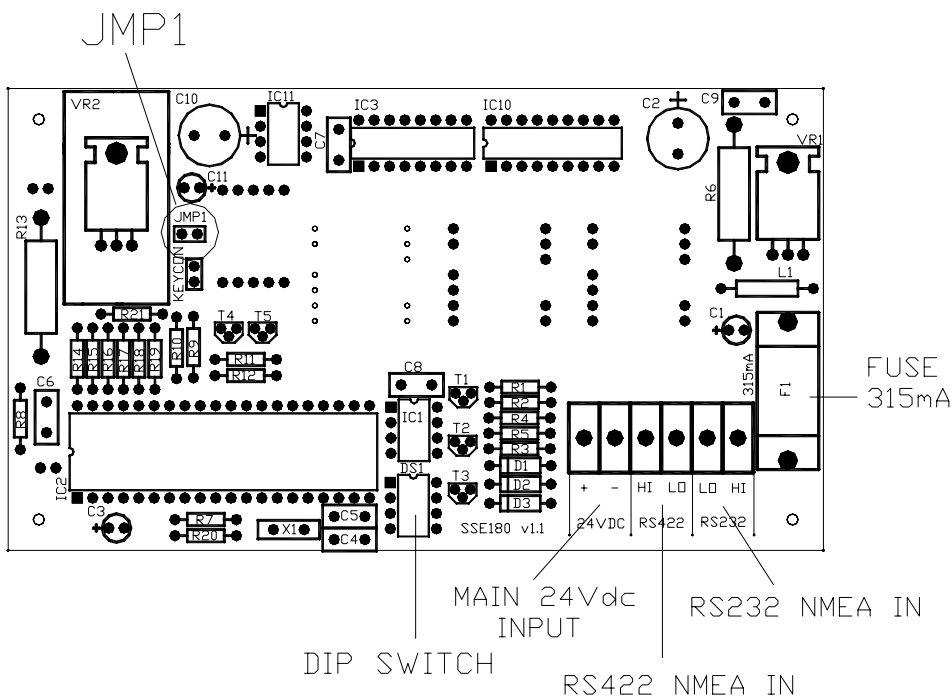 JMP1
VR2
C10
IC11
IC3
IC10
C2
C9
C7
VR1
C11
R6
R13
JMP1
KEYCON
L1
R21
T4
T5
C1
R14
R15
R16
R17
R18
R19
R10
R9
R11
R12
315mA
F1
FUSE
315mA
C6
R8
C8
T1
R1
R2
IC1
R4
T2
R5
R3
DS1
D1
IC2
T3
D2
D3
+ - HI LO LO HI
C3
R7
C5
SSE180 v1.1
24VDC RS422 RS232
R20
X1
C4
MAIN 24Vdc
INPUT
RS232 NMEA IN
DIP SWITCH
RS422 NMEA IN